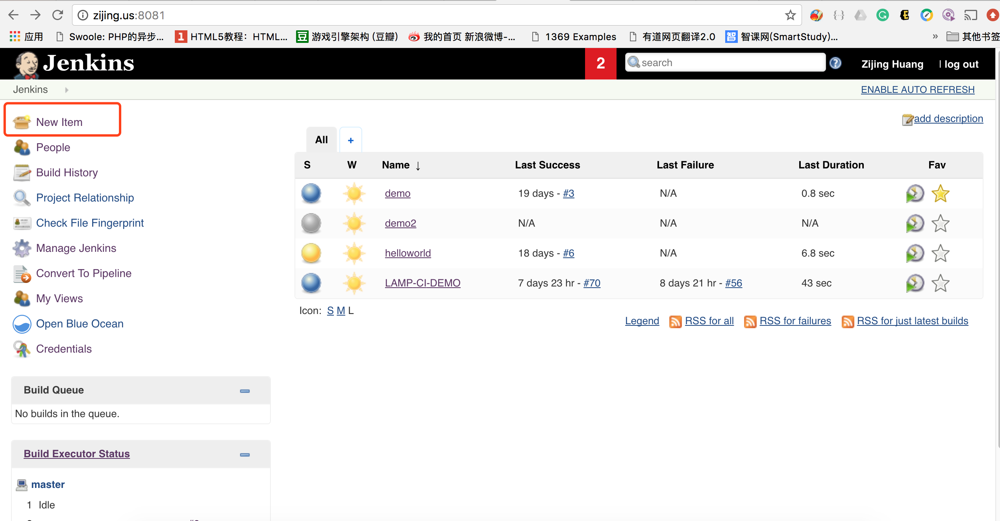 zijing.us:8081
应用 Swoole: PHP的异步... HTML5教程：HTML... 游戏引擎架构 (豆瓣) 我的首页 新浪微博-... 1369 Examples 有道网页翻译2.0 智课网(SmartStudy)... » 其他书签
Jenkins 2 search Zijing Huang | log out
Jenkins ENABLE AUTO REFRESH
add description
New Item
People
Build History
Project Relationship
Check File Fingerprint
Manage Jenkins
Convert To Pipeline
My Views
Open Blue Ocean
Credentials
All +
S W Name ↓ Last Success Last Failure Last Duration Fav
demo 19 days - #3 N/A 0.8 sec
demo2 N/A N/A N/A
helloworld 18 days - #6 N/A 6.8 sec
LAMP-CI-DEMO 7 days 23 hr - #70 8 days 21 hr - #56 43 sec
Icon: S M L
Legend RSS for all RSS for failures RSS for just latest builds
Build Queue
No builds in the queue.
Build Executor Status
master
1 Idle